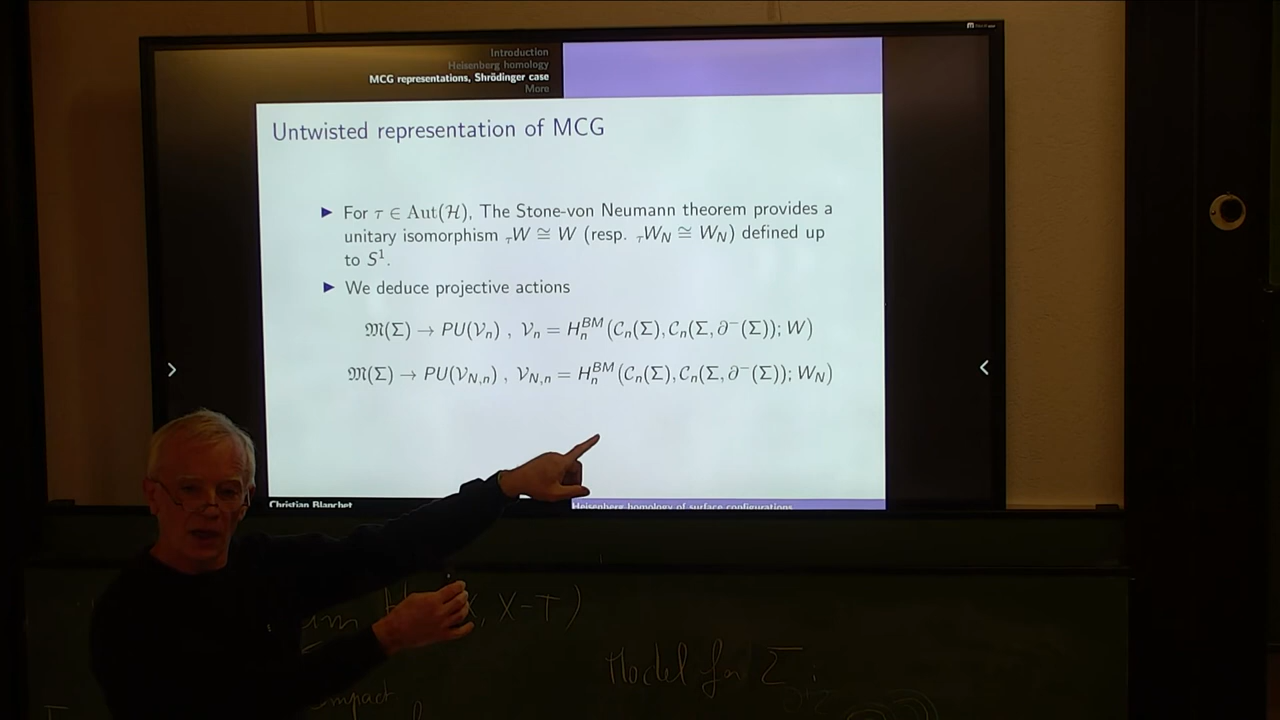 Introduction
Heisenberg homology
MCG representations, Shrödinger case
More
Untwisted representation of MCG
▶ For τ ∈ Aut(ℋ), The Stone-von Neumann theorem provides a
unitary isomorphism τW ≅ W (resp. τW_N ≅ W_N) defined up
to S¹.
▶ We deduce projective actions
𝔐(Σ) → PU(𝒱_n) , 𝒱_n = H_n^{BM}(𝒞_n(Σ), 𝒞_n(Σ, ∂⁻(Σ)); W)
𝔐(Σ) → PU(𝒱_{N,n}) , 𝒱_{N,n} = H_n^{BM}(𝒞_n(Σ), 𝒞_n(Σ, ∂⁻(Σ)); W_N)
Christian Blanchet
Heisenberg homology of surface configurations
X, X-T)
Model for Σ: